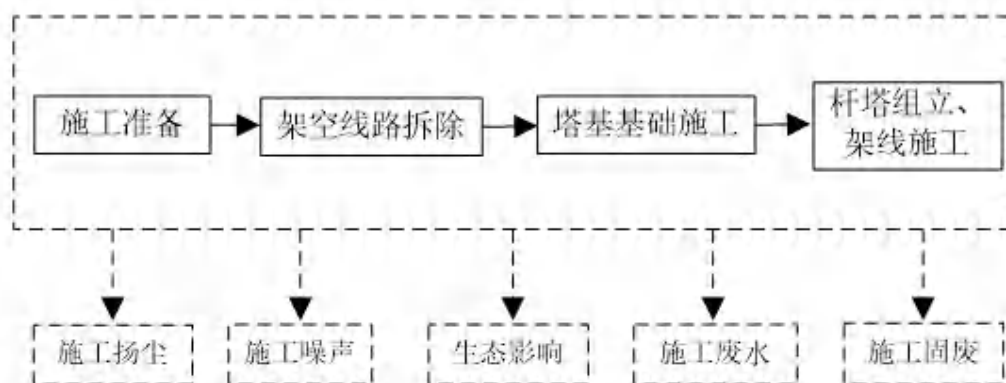 施工准备
架空线路拆除
塔基基础施工
杆塔组立、
架线施工
施工扬尘
施工噪声
生态影响
施工废水
施工固废